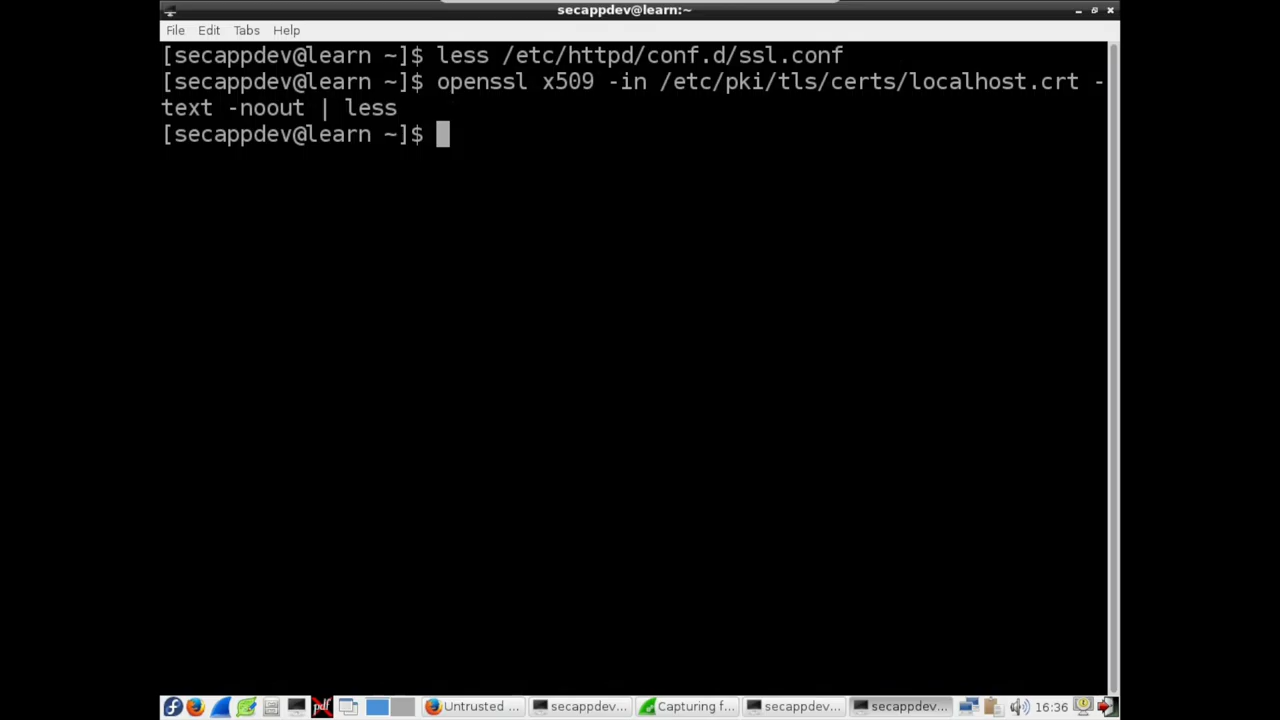 secappdev@learn:~
File Edit Tabs Help
[secappdev@learn ~]$ less /etc/httpd/conf.d/ssl.conf
[secappdev@learn ~]$ openssl x509 -in /etc/pki/tls/certs/localhost.crt -
text -noout | less
[secappdev@learn ~]$
pdf Untrusted ... secappdev... Capturing f... secappdev... secappdev... 16:36